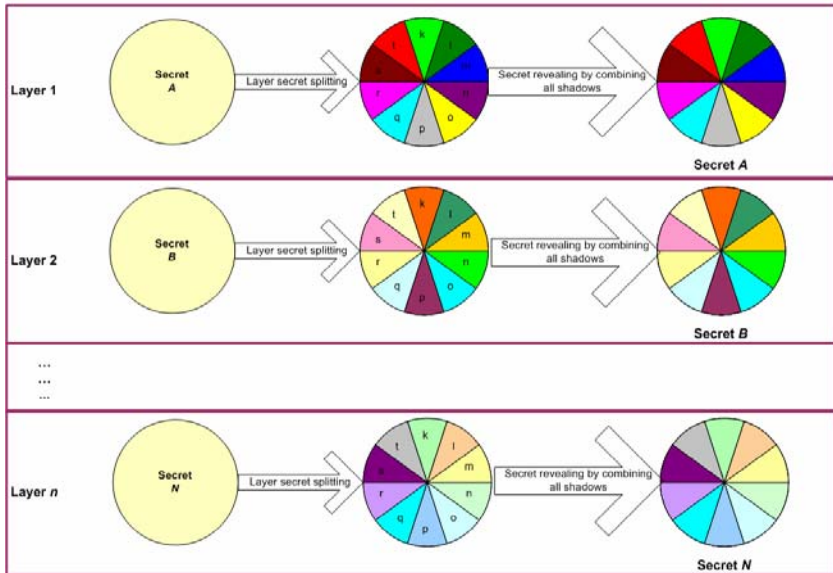 Layer 1
Secret
A
Layer secret splitting
k
l
m
n
o
p
q
r
s
t
Secret revealing by combining
all shadows
Secret A
Layer 2
Secret
B
Layer secret splitting
k
l
m
n
o
p
q
r
s
t
Secret revealing by combining
all shadows
Secret B
...
...
...
Layer n
Secret
N
Layer secret splitting
k
l
m
n
o
p
q
r
s
t
Secret revealing by combining
all shadows
Secret N